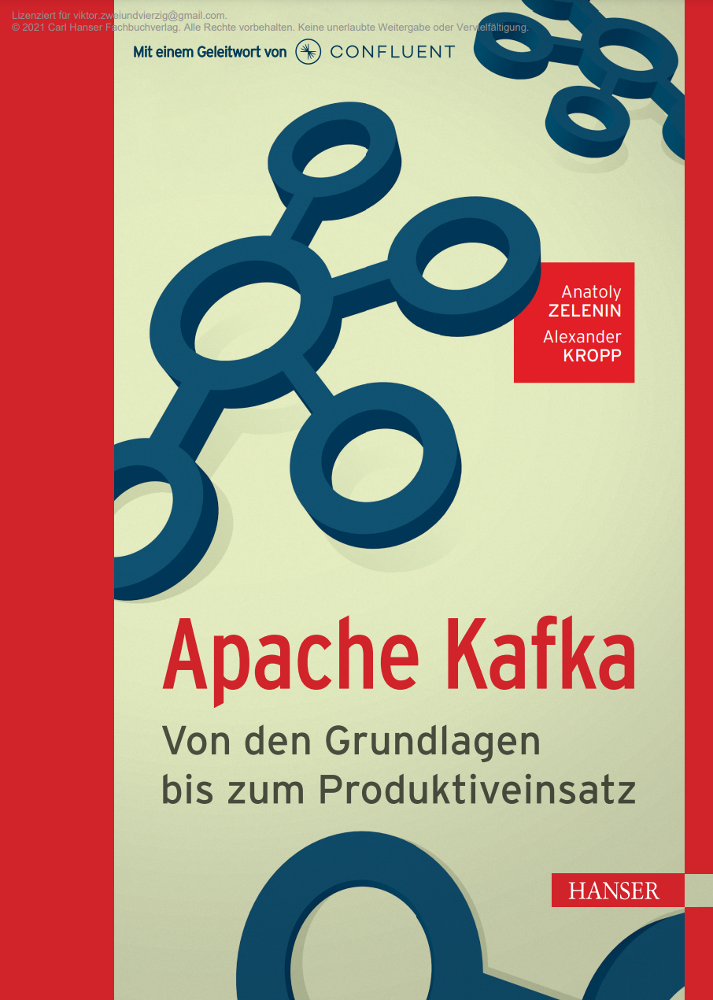 Lizenziert für viktor.zweiundvierzig@gmail.com.
© 2021 Carl Hanser Fachbuchverlag. Alle Rechte vorbehalten. Keine unerlaubte Weitergabe oder Vervielfältigung.
Mit einem Geleitwort von CONFLUENT
Anatoly
ZELENIN
Alexander
KROPP
Apache Kafka
Von den Grundlagen
bis zum Produktiveinsatz
HANSER